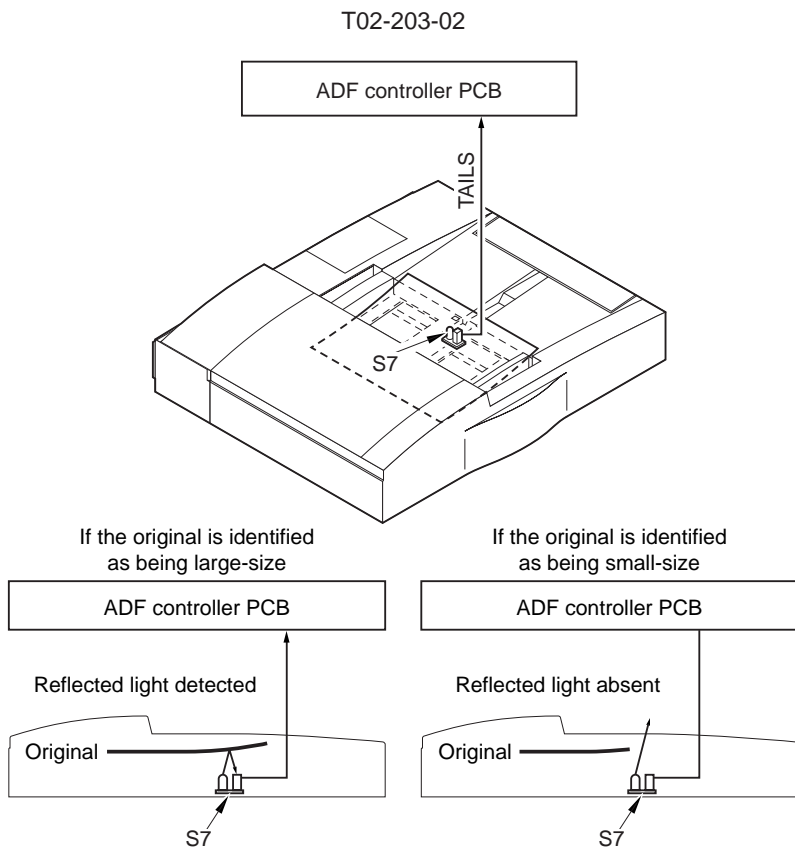 T02-203-02
ADF controller PCB
TAILS
S7
If the original is identified
as being large-size
ADF controller PCB
Reflected light detected
Original
S7
If the original is identified
as being small-size
ADF controller PCB
Reflected light absent
Original
S7